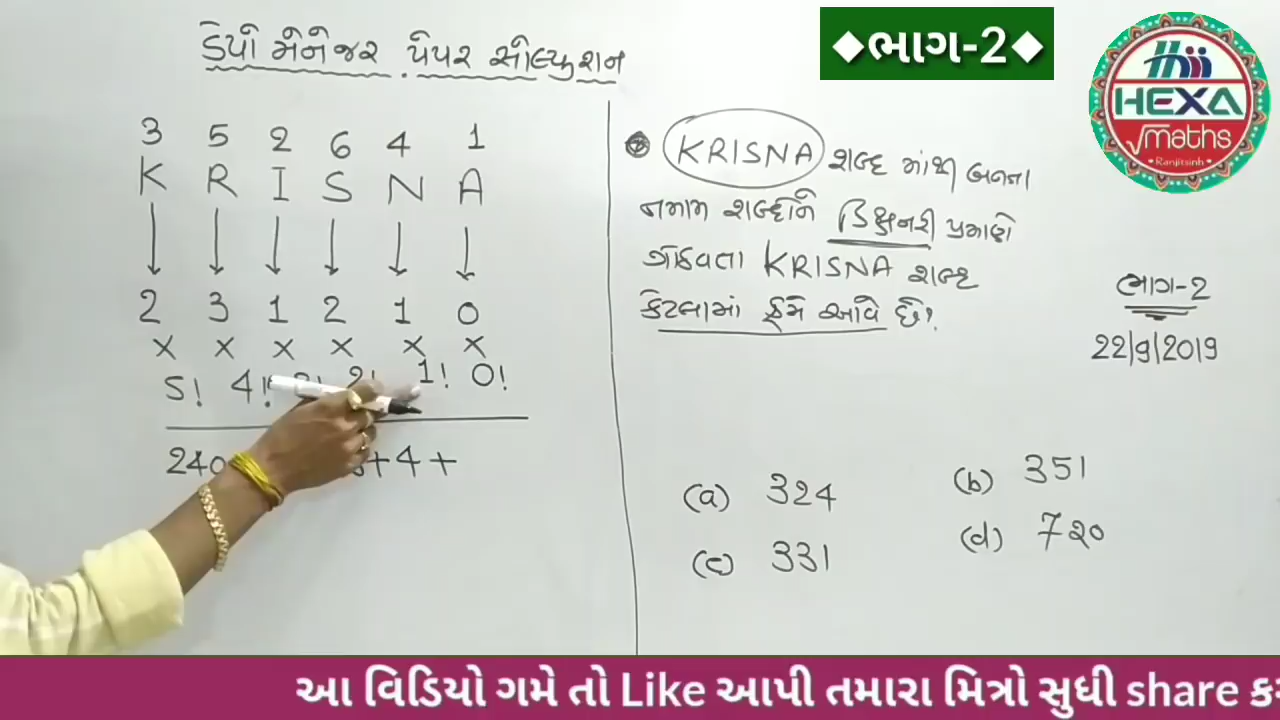 ડેપો મેનેજર પેપર સોલ્યુશન
◆ભાગ-2◆
HEXA
maths
Ranjitsinh
3 5 2 6 4 1
K R I S N A
2 3 1 2 1 0
× × × × × ×
5! 4! 2! 1! 0!
240 + 4 +
KRISNA શબ્દ માંથી બનતા
તમામ શબ્દોને ડિક્ષનરી પ્રમાણે
ગોઠવતા KRISNA શબ્દ
કેટલામાં ક્રમે આવે છે?
ભાગ-2
22/9/2019
(a) 324 (b) 351
(c) 331 (d) 720
આ વિડિયો ગમે તો Like આપી તમારા મિત્રો સુધી share